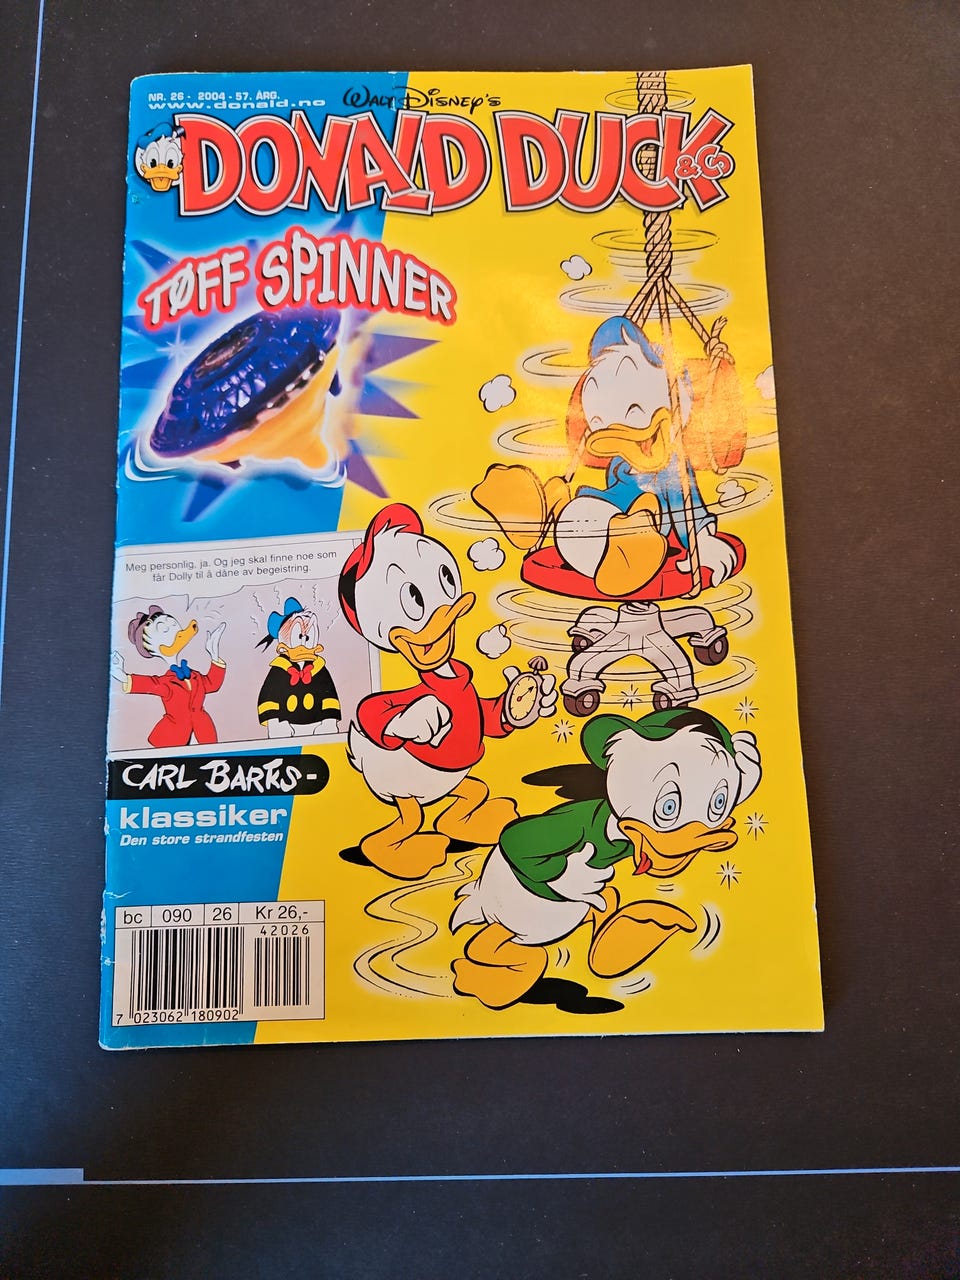 NR. 26 - 2004 - 57. ÅRG.
www.donald.no
WALT DISNEY'S
DONALD DUCK
&CO
TØFF SPINNER
Meg personlig, ja. Og jeg skal finne noe som
får Dolly til å dåne av begeistring.
CARL BARKS-
klassiker
Den store strandfesten
bc 090 26 Kr 26,-
42026
7 023062 180902